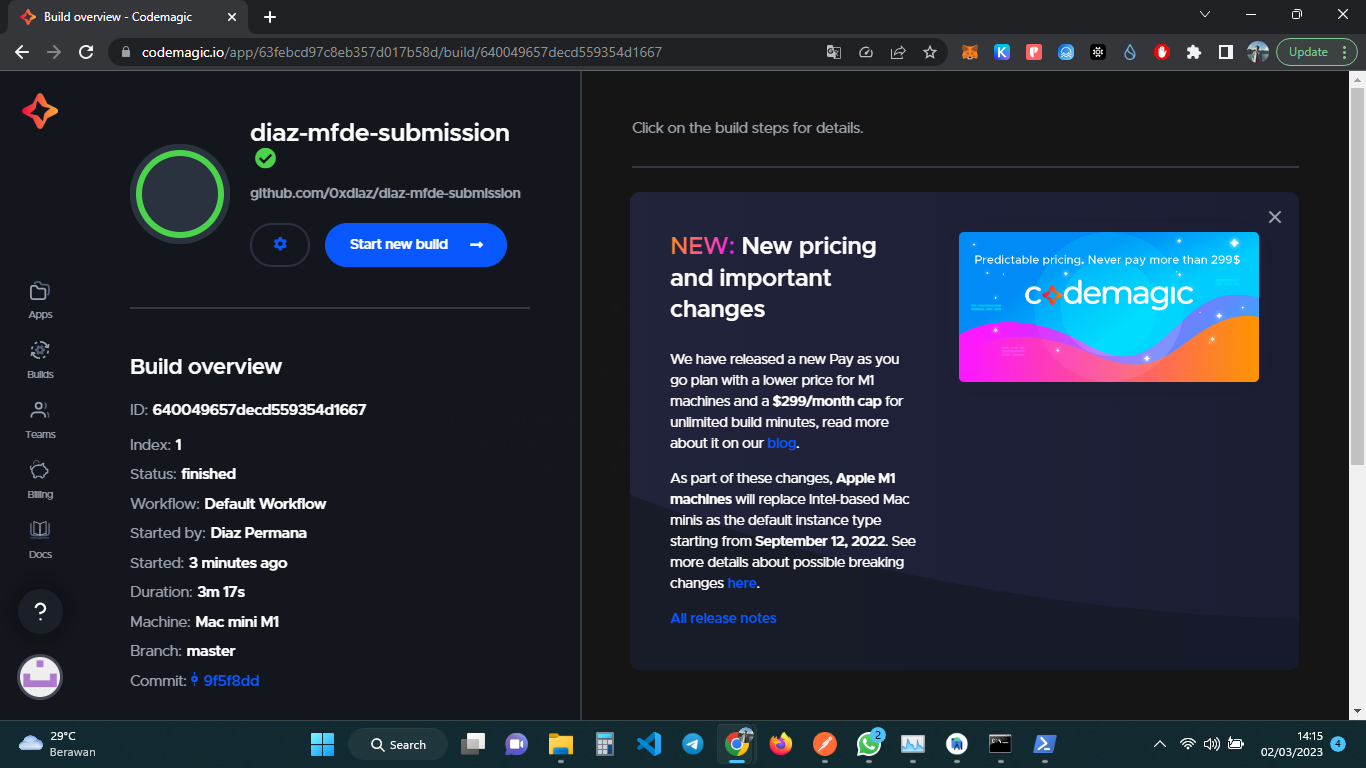 Build overview - Codemagic
codemagic.io/app/63febcd97c8eb357d017b58d/build/640049657decd559354d1667
Update
diaz-mfde-submission
github.com/0xdiaz/diaz-mfde-submission
Start new build
Apps
Builds
Teams
Billing
Docs
?
Build overview
ID: 640049657decd559354d1667
Index: 1
Status: finished
Workflow: Default Workflow
Started by: Diaz Permana
Started: 3 minutes ago
Duration: 3m 17s
Machine: Mac mini M1
Branch: master
Commit: 9f5f8dd
Click on the build steps for details.
NEW: New pricing
and important
changes
We have released a new Pay as you
go plan with a lower price for M1
machines and a $299/month cap for
unlimited build minutes, read more
about it on our blog.
As part of these changes, Apple M1
machines will replace Intel-based Mac
minis as the default instance type
starting from September 12, 2022. See
more details about possible breaking
changes here.
All release notes
Predictable pricing. Never pay more than 299$
codemagic
29°C
Berawan
Search
2
14:15
02/03/2023
4